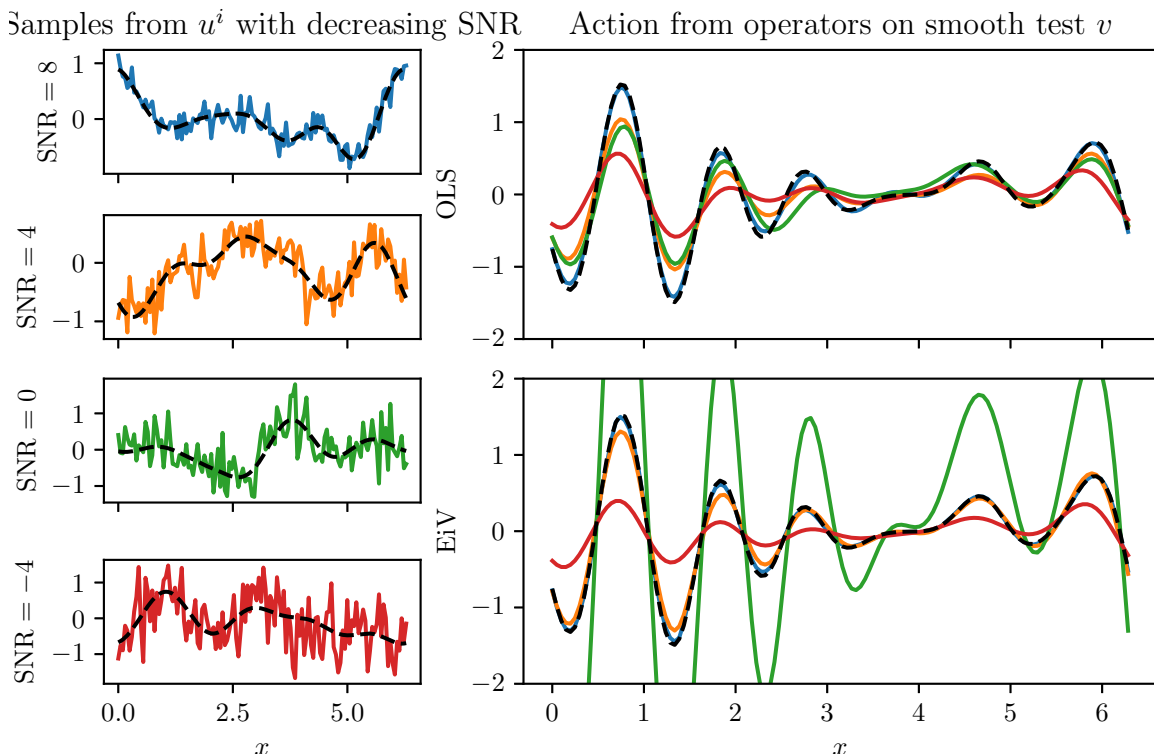 Samples from u^i with decreasing SNR
Action from operators on smooth test v
SNR = 8
1
0
SNR = 4
0
−1
SNR = 0
1
0
−1
SNR = −4
1
0
−1
0.0 2.5 5.0
x
OLS
2
1
0
−1
−2
EiV
2
1
0
−1
−2
0 1 2 3 4 5 6
x